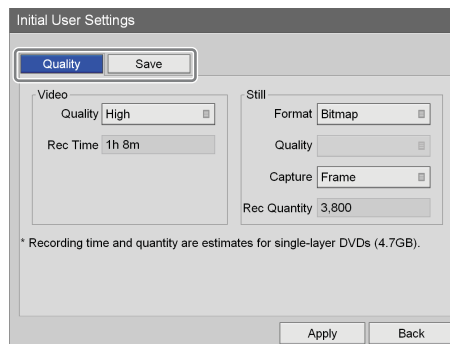 Initial User Settings
Quality Save
Video
Quality High
Rec Time 1h 8m
Still
Format Bitmap
Quality
Capture Frame
Rec Quantity 3,800
* Recording time and quantity are estimates for single-layer DVDs (4.7GB).
Apply Back